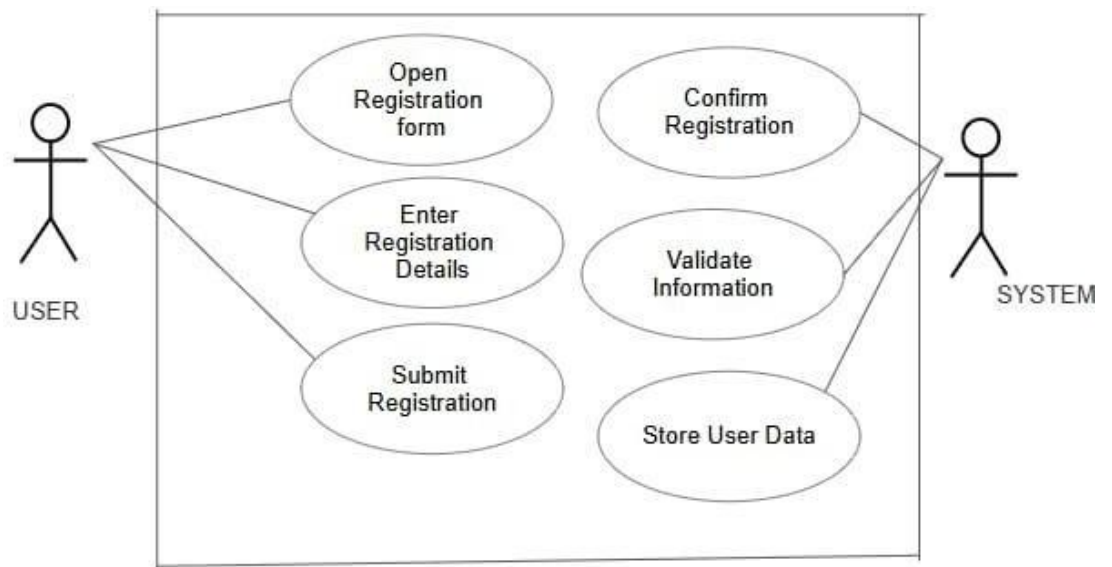 Open
Registration
form
Confirm
Registration
Enter
Registration
Details
Validate
Information
USER
SYSTEM
Submit
Registration
Store User Data